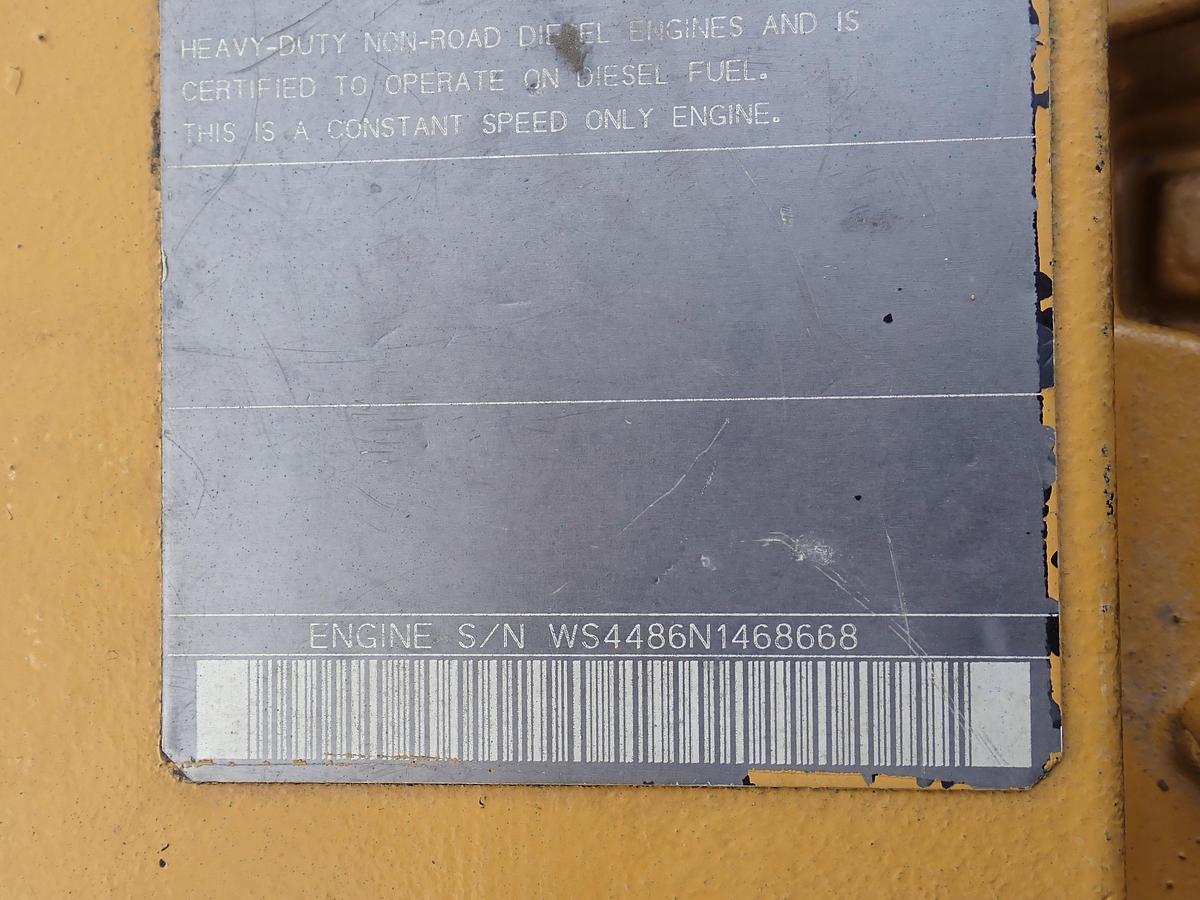 HEAVY-DUTY NON-ROAD DIESEL ENGINES AND IS
CERTIFIED TO OPERATE ON DIESEL FUEL.
THIS IS A CONSTANT SPEED ONLY ENGINE.
ENGINE S/N WS4486N1468668